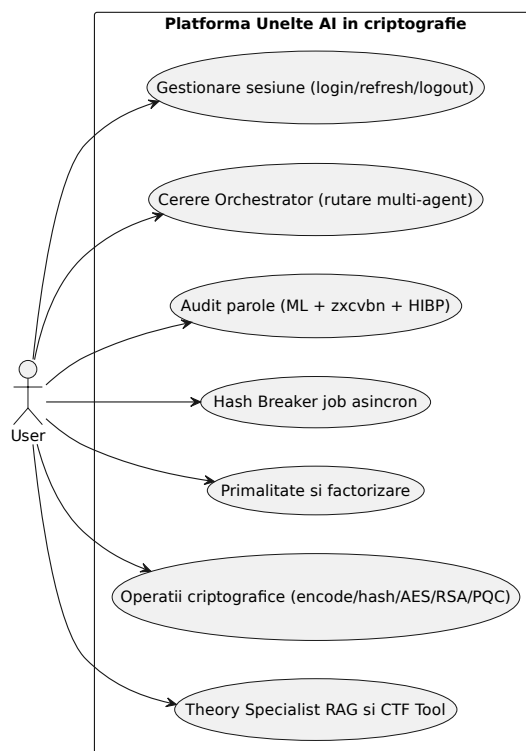 Platforma Unelte AI in criptografie
Gestionare sesiune (login/refresh/logout)
Cerere Orchestrator (rutare multi-agent)
Audit parole (ML + zxcvbn + HIBP)
Hash Breaker job asincron
User
Primalitate si factorizare
Operatii criptografice (encode/hash/AES/RSA/PQC)
Theory Specialist RAG si CTF Tool